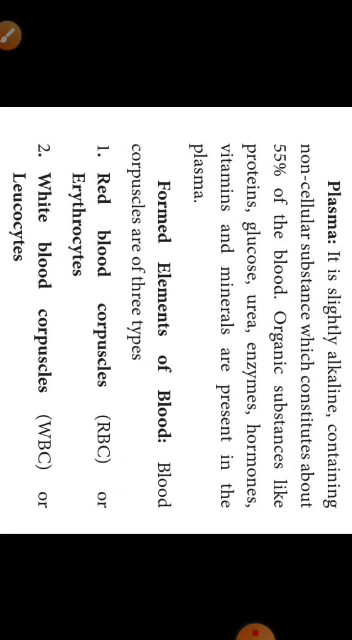 Plasma: It is slightly alkaline, containing
non-cellular substance which constitutes about
55% of the blood. Organic substances like
proteins, glucose, urea, enzymes, hormones,
vitamins and minerals are present in the
plasma.
Formed Elements of Blood: Blood
corpuscles are of three types
1. Red blood corpuscles (RBC) or
Erythrocytes
2. White blood corpuscles (WBC) or
Leucocytes